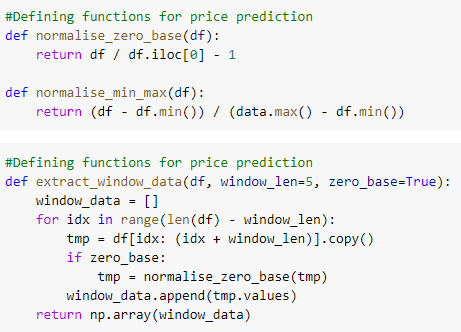 #Defining functions for price prediction
def normalise_zero_base(df):
    return df / df.iloc[0] - 1
def normalise_min_max(df):
    return (df - df.min()) / (data.max() - df.min())
#Defining functions for price prediction
def extract_window_data(df, window_len=5, zero_base=True):
    window_data = []
    for idx in range(len(df) - window_len):
        tmp = df[idx: (idx + window_len)].copy()
        if zero_base:
            tmp = normalise_zero_base(tmp)
        window_data.append(tmp.values)
    return np.array(window_data)